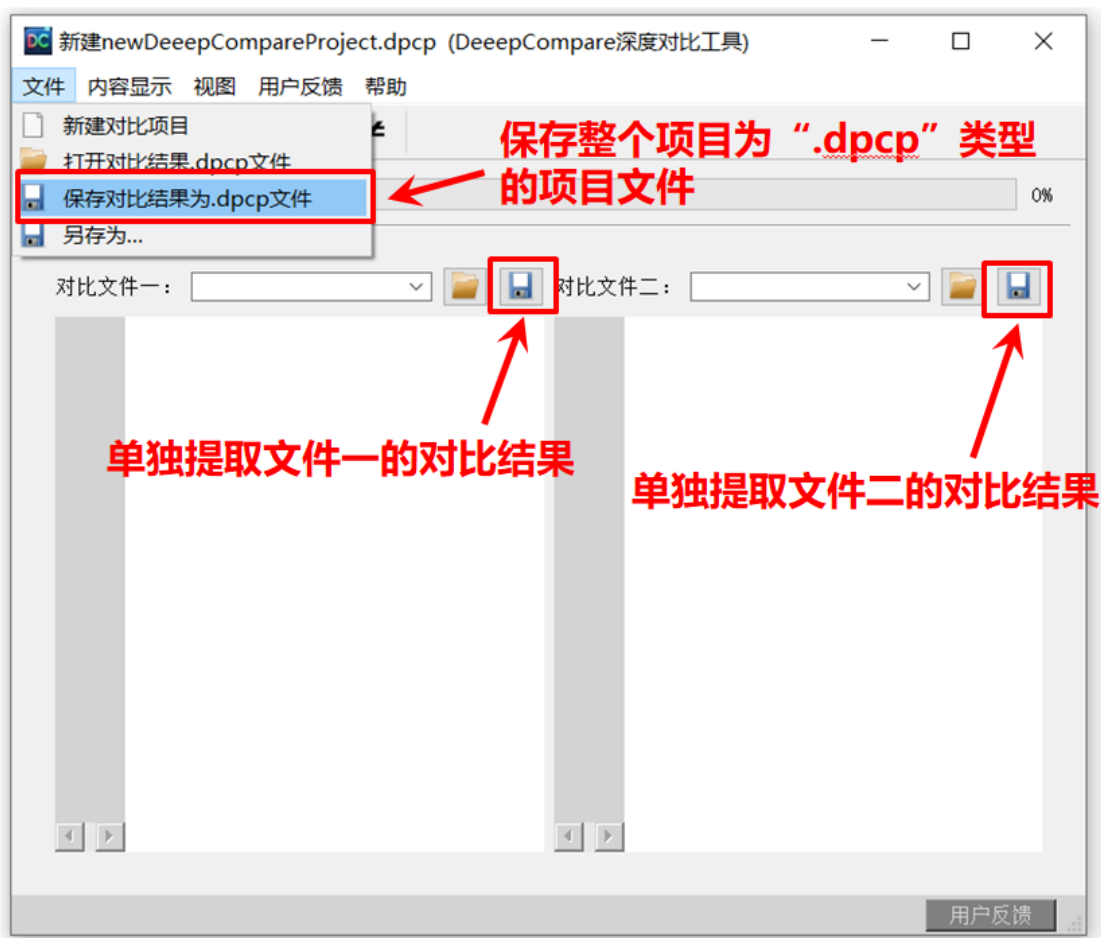 DC 新建newDeeepCompareProject.dpcp (DeeepCompare深度对比工具)
文件 内容显示 视图 用户反馈 帮助
新建对比项目
打开对比结果.dpcp文件
保存对比结果为.dpcp文件
另存为...
保存整个项目为“.dpcp”类型
的项目文件
0%
对比文件一：
对比文件二：
单独提取文件一的对比结果
单独提取文件二的对比结果
用户反馈